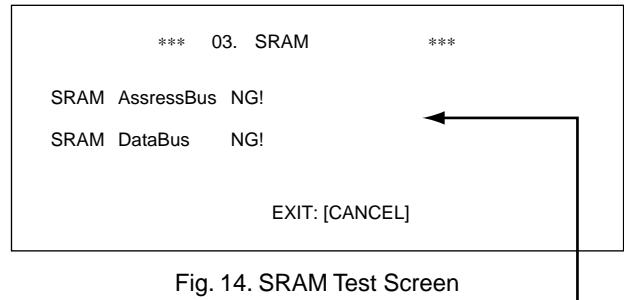 *** 03. SRAM ***
SRAM AssressBus NG!
SRAM DataBus NG!
EXIT: [CANCEL]
Fig. 14. SRAM Test Screen